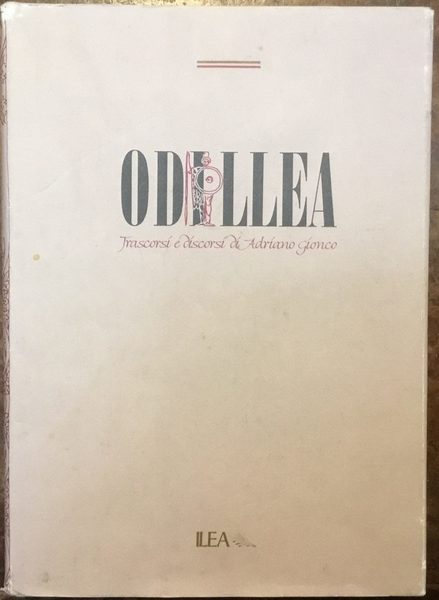 ODILLEA
Trascorsi e discorsi di Adriano Gionco
ILEA